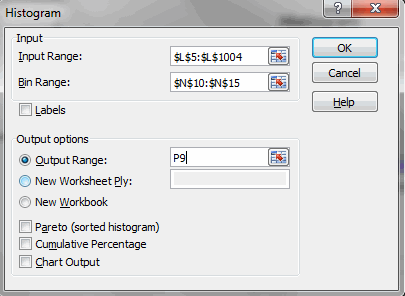 Histogram
?
Input
Input Range:
$L$5:$L$1004
Bin Range:
$N$10:$N$15
Labels
OK
Cancel
Help
Output options
Output Range:
P9
New Worksheet Ply:
New Workbook
Pareto (sorted histogram)
Cumulative Percentage
Chart Output